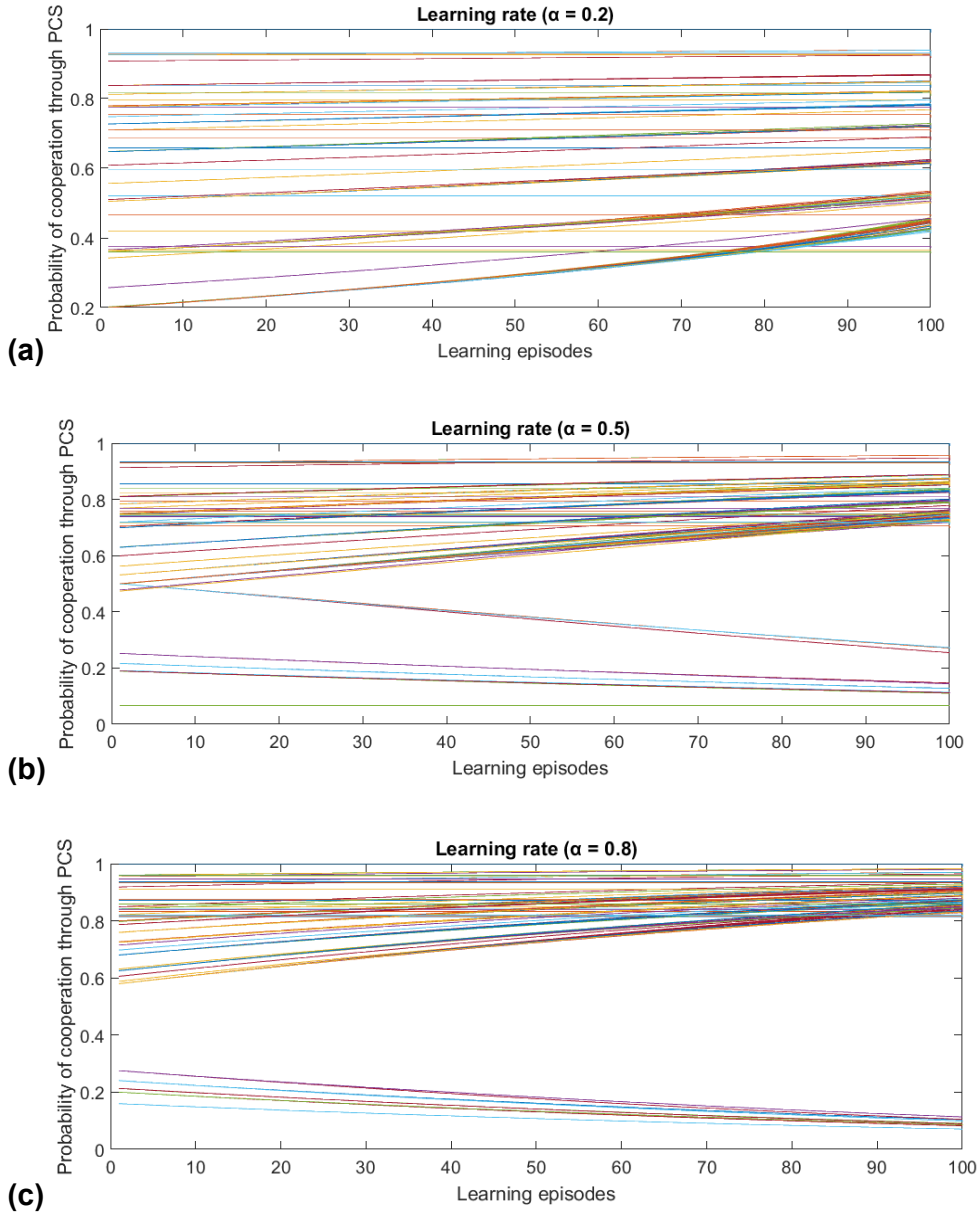 Learning rate (α = 0.2)
Probability of cooperation through PCS
1
0.8
0.6
0.4
0.2
0 10 20 30 40 50 60 70 80 90 100
Learning episodes
(a)
Learning rate (α = 0.5)
Probability of cooperation through PCS
1
0.8
0.6
0.4
0.2
0
0 10 20 30 40 50 60 70 80 90 100
Learning episodes
(b)
Learning rate (α = 0.8)
Probability of cooperation through PCS
1
0.8
0.6
0.4
0.2
0
0 10 20 30 40 50 60 70 80 90 100
Learning episodes
(c)